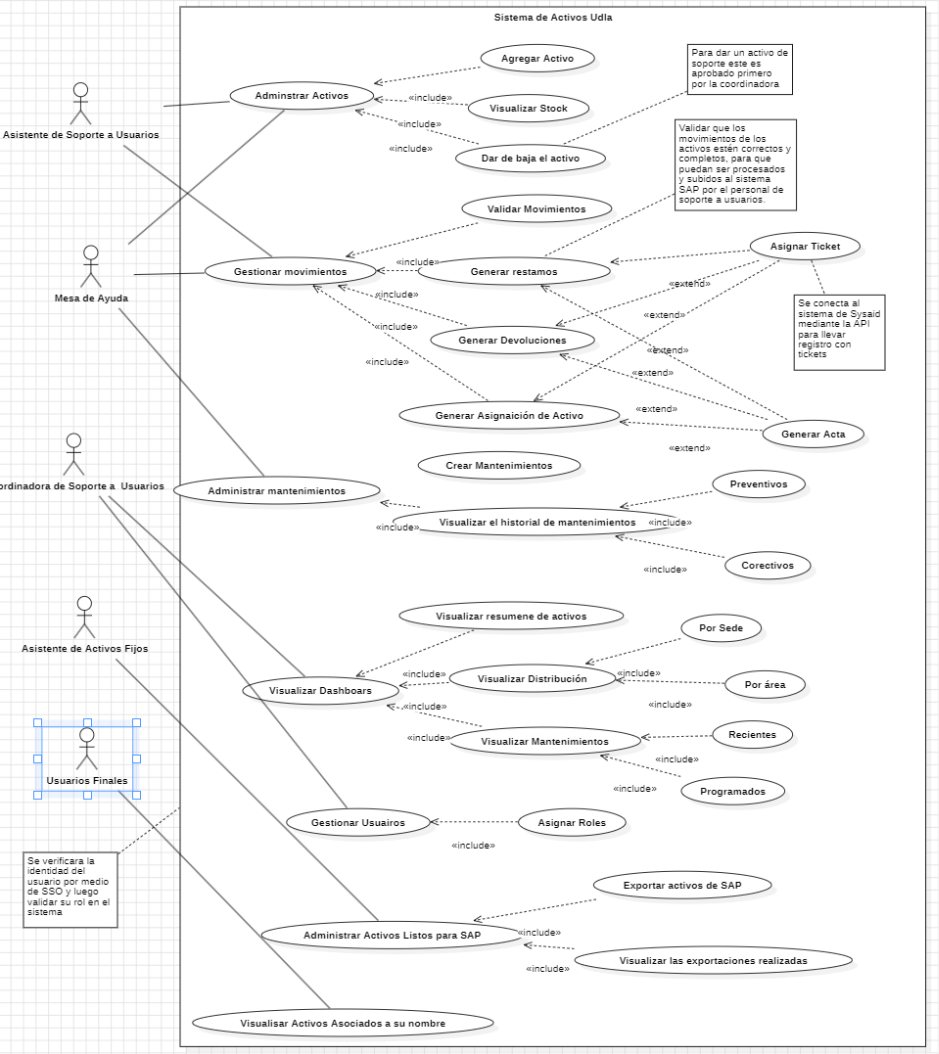 Sistema de Activos Udla
Agregar Activo
Para dar un activo de
soporte este es
aprobado primero
por la coordinadora
Adminstrar Activos
«include»
Visualizar Stock
Asistente de Soporte a Usuarios
«include»
«include»
Dar de baja el activo
Validar que los
movimientos de los
activos estén correctos y
completos, para que
puedan ser procesados
y subidos al sistema
SAP por el personal de
soporte a usuarios.
Validar Movimientos
Asignar Ticket
Mesa de Ayuda
Gestionar movimientos
«include»
Generar restamos
«include»
«extend»
Se conecta al
sistema de Sysaid
mediante la API
para llevar
registro con
tickets
«include»
«extend»
Generar Devoluciones
«extend»
«include»
«extend»
Generar Asignaición de Activo
«extend»
Generar Acta
«extend»
Crear Mantenimientos
ordinadora de Soporte a Usuarios
Administrar mantenimientos
Preventivos
«include»
Visualizar el historial de mantenimientos
«include»
«include»
Corectivos
Visualizar resumene de activos
Por Sede
Asistente de Activos Fijos
«include»
Visualizar Distribución
«include»
Visualizar Dashboars
Por área
«include»
«include»
«include»
Visualizar Mantenimientos
Recientes
«include»
Usuarios Finales
«include»
Programados
Gestionar Usuairos
Asignar Roles
«include»
Se verificara la
identidad del
usuario por medio
de SSO y luego
validar su rol en el
sistema
Exportar activos de SAP
Administrar Activos Listos para SAP
«include»
«include»
Visualizar las exportaciones realizadas
Visualisar Activos Asociados a su nombre